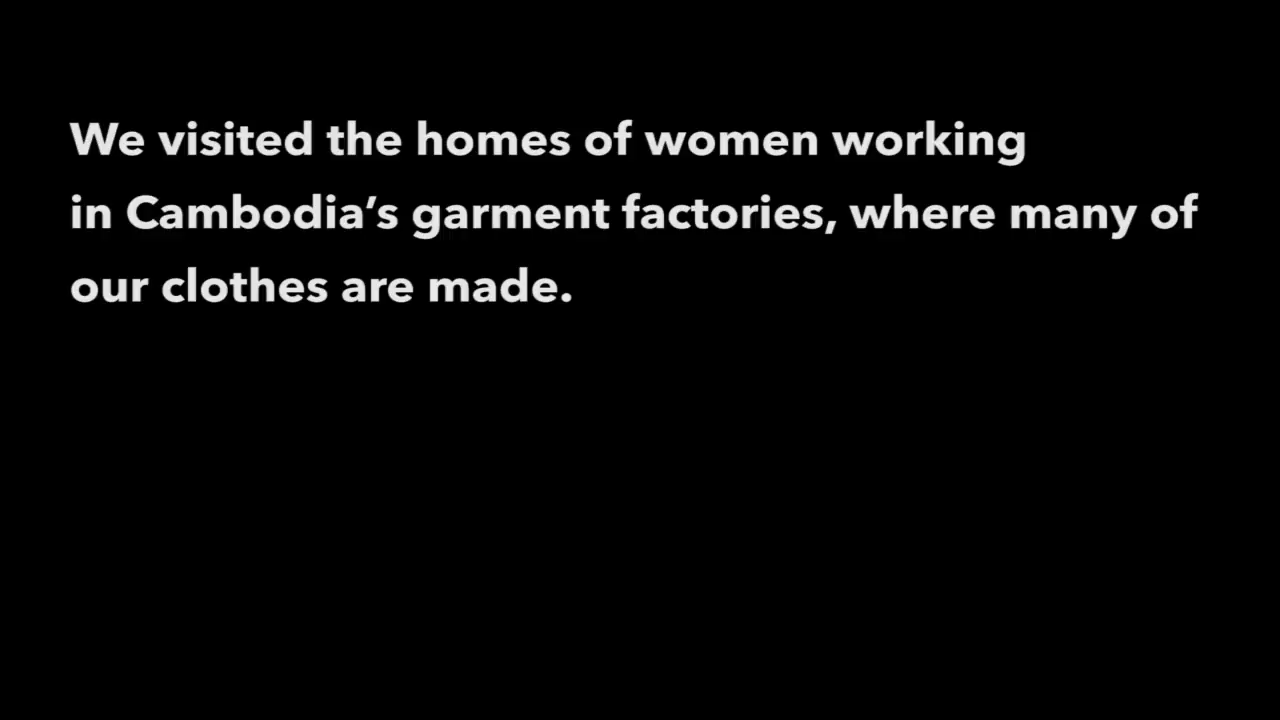 We visited the homes of women working
in Cambodia’s garment factories, where many of
our clothes are made.